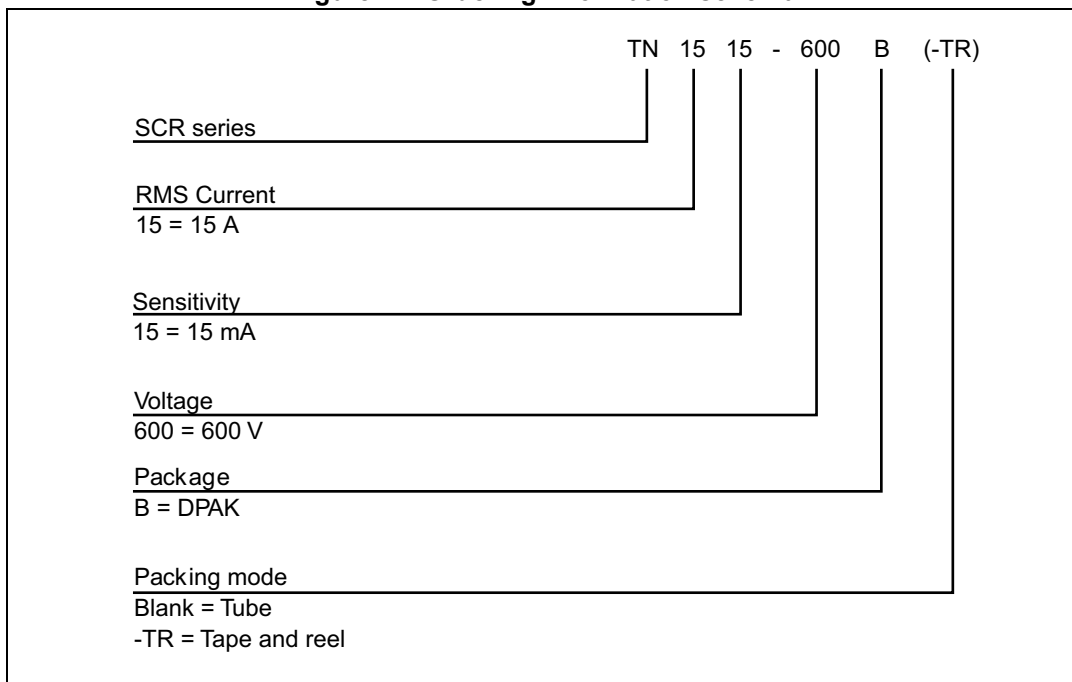 TN 15 15 - 600 B (-TR)
SCR series
RMS Current
15 = 15 A
Sensitivity
15 = 15 mA
Voltage
600 = 600 V
Package
B = DPAK
Packing mode
Blank = Tube
-TR = Tape and reel